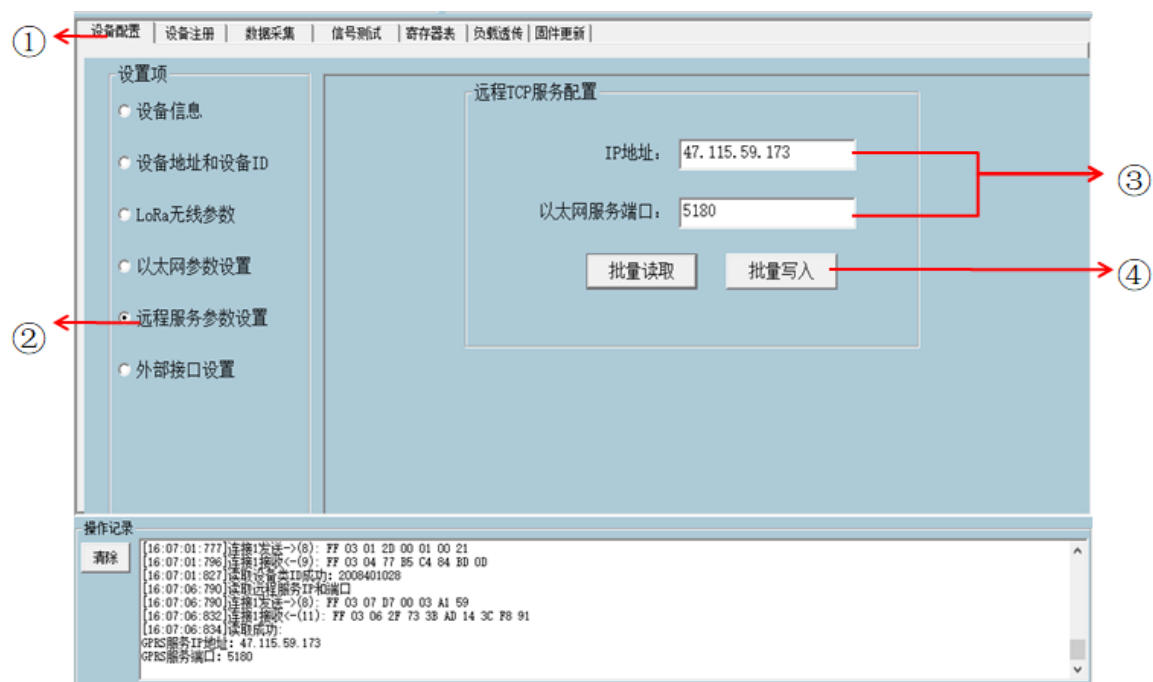 ① 设备配置 设备注册 数据采集 信号测试 寄存器表 负载透传 固件更新
设置项
设备信息
设备地址和设备ID
LoRa无线参数
以太网参数设置
② 远程服务参数设置
外部接口设置
远程TCP服务配置
IP地址: 47.115.59.173
③
以太网服务端口: 5180
批量读取 批量写入 ④
操作记录
清除
[16:07:01:777]连接1发送->(8): FF 03 01 2D 00 01 00 21
[16:07:01:796]连接1接收<-(9): FF 03 04 77 B5 C4 84 BD 0D
[16:07:01:827]读取设备类ID成功: 2008401028
[16:07:06:790]读取远程服务IP和端口
[16:07:06:790]连接1发送->(8): FF 03 07 D7 00 03 A1 59
[16:07:06:832]连接1接收<-(11): FF 03 06 2F 73 3B AD 14 3C F8 91
[16:07:06:834]读取成功:
GPRS服务IP地址: 47.115.59.173
GPRS服务端口: 5180